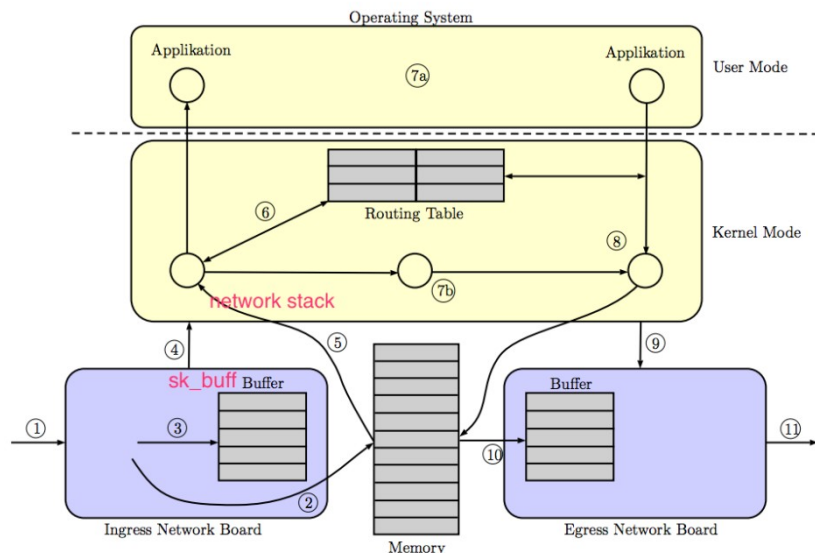 Operating System
Applikation
Applikation
7a
User Mode
6
Routing Table
8
Kernel Mode
7b
network stack
4
5
9
sk_buff
Buffer
Buffer
1
3
10
11
2
Ingress Network Board
Egress Network Board
Memory